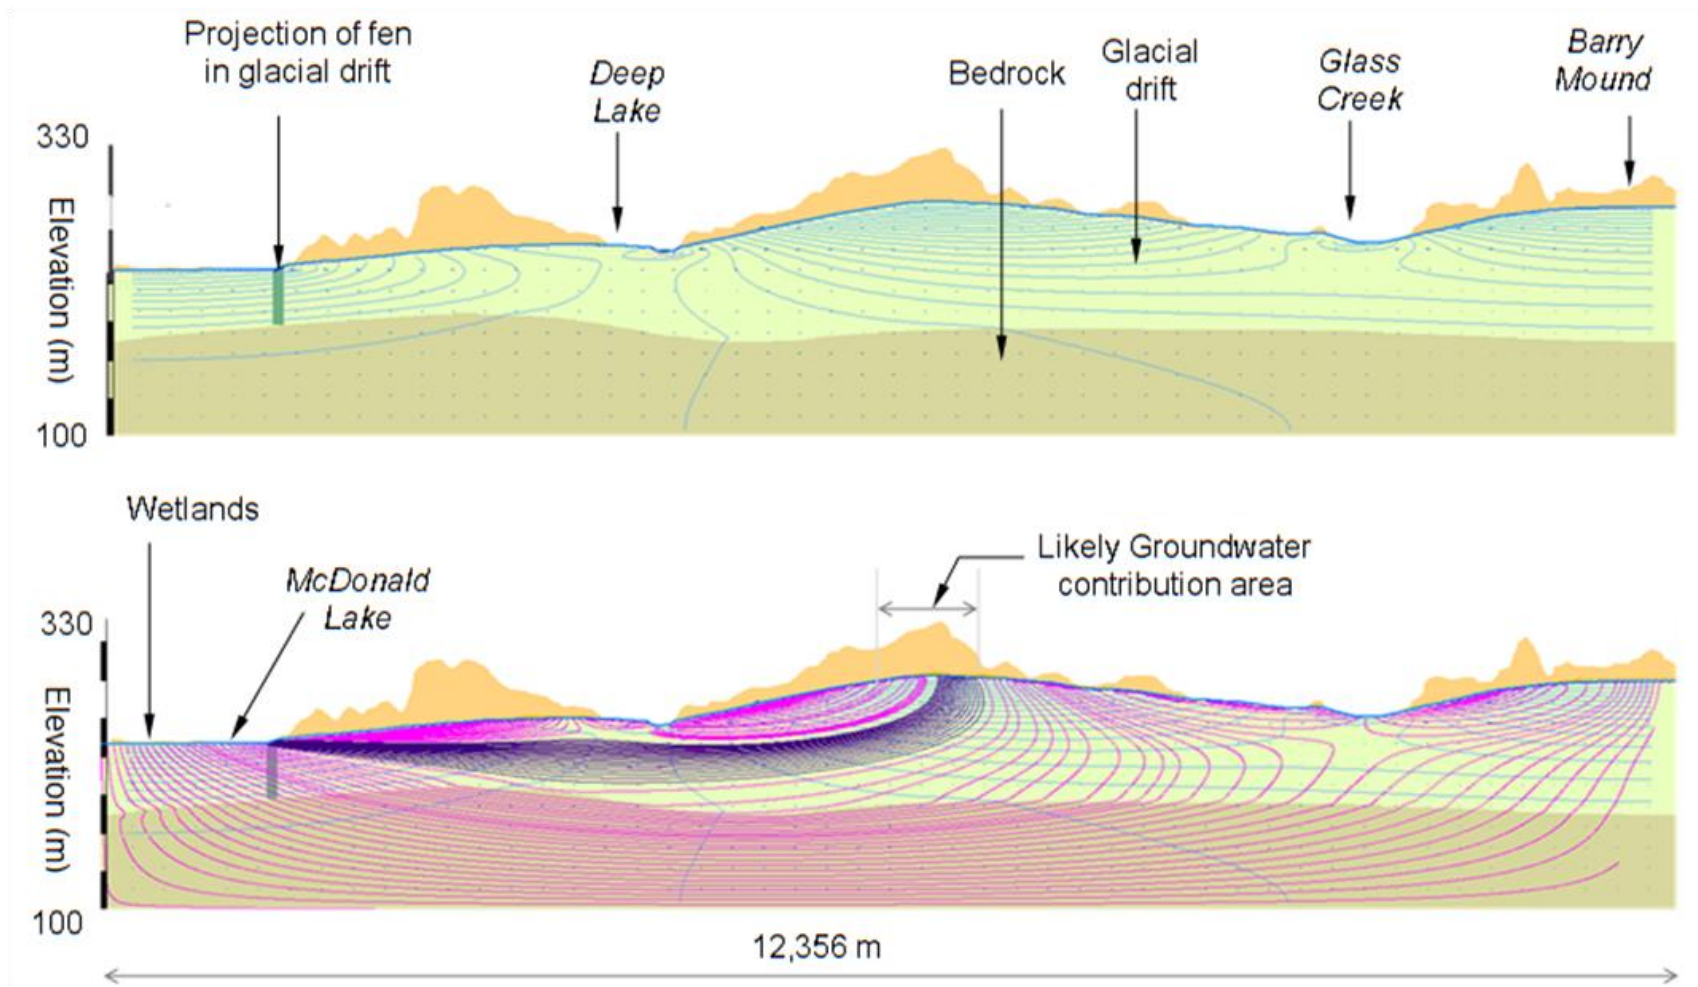 Projection of fen
in glacial drift
Deep
Lake
Bedrock
Glacial
drift
Glass
Creek
Barry
Mound
330
Elevation (m)
100
Wetlands
McDonald
Lake
Likely Groundwater
contribution area
330
Elevation (m)
100
12,356 m